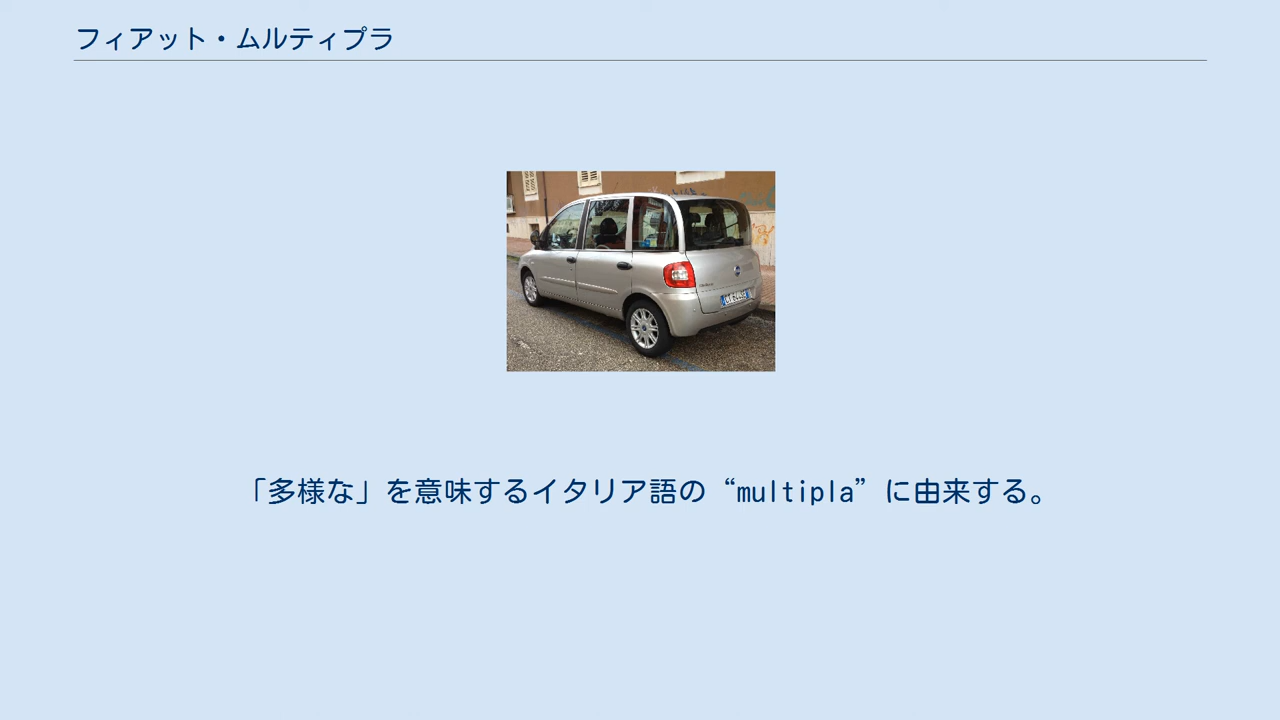 フィアット・ムルティプラ
「多様な」を意味するイタリア語の“multipla”に由来する。